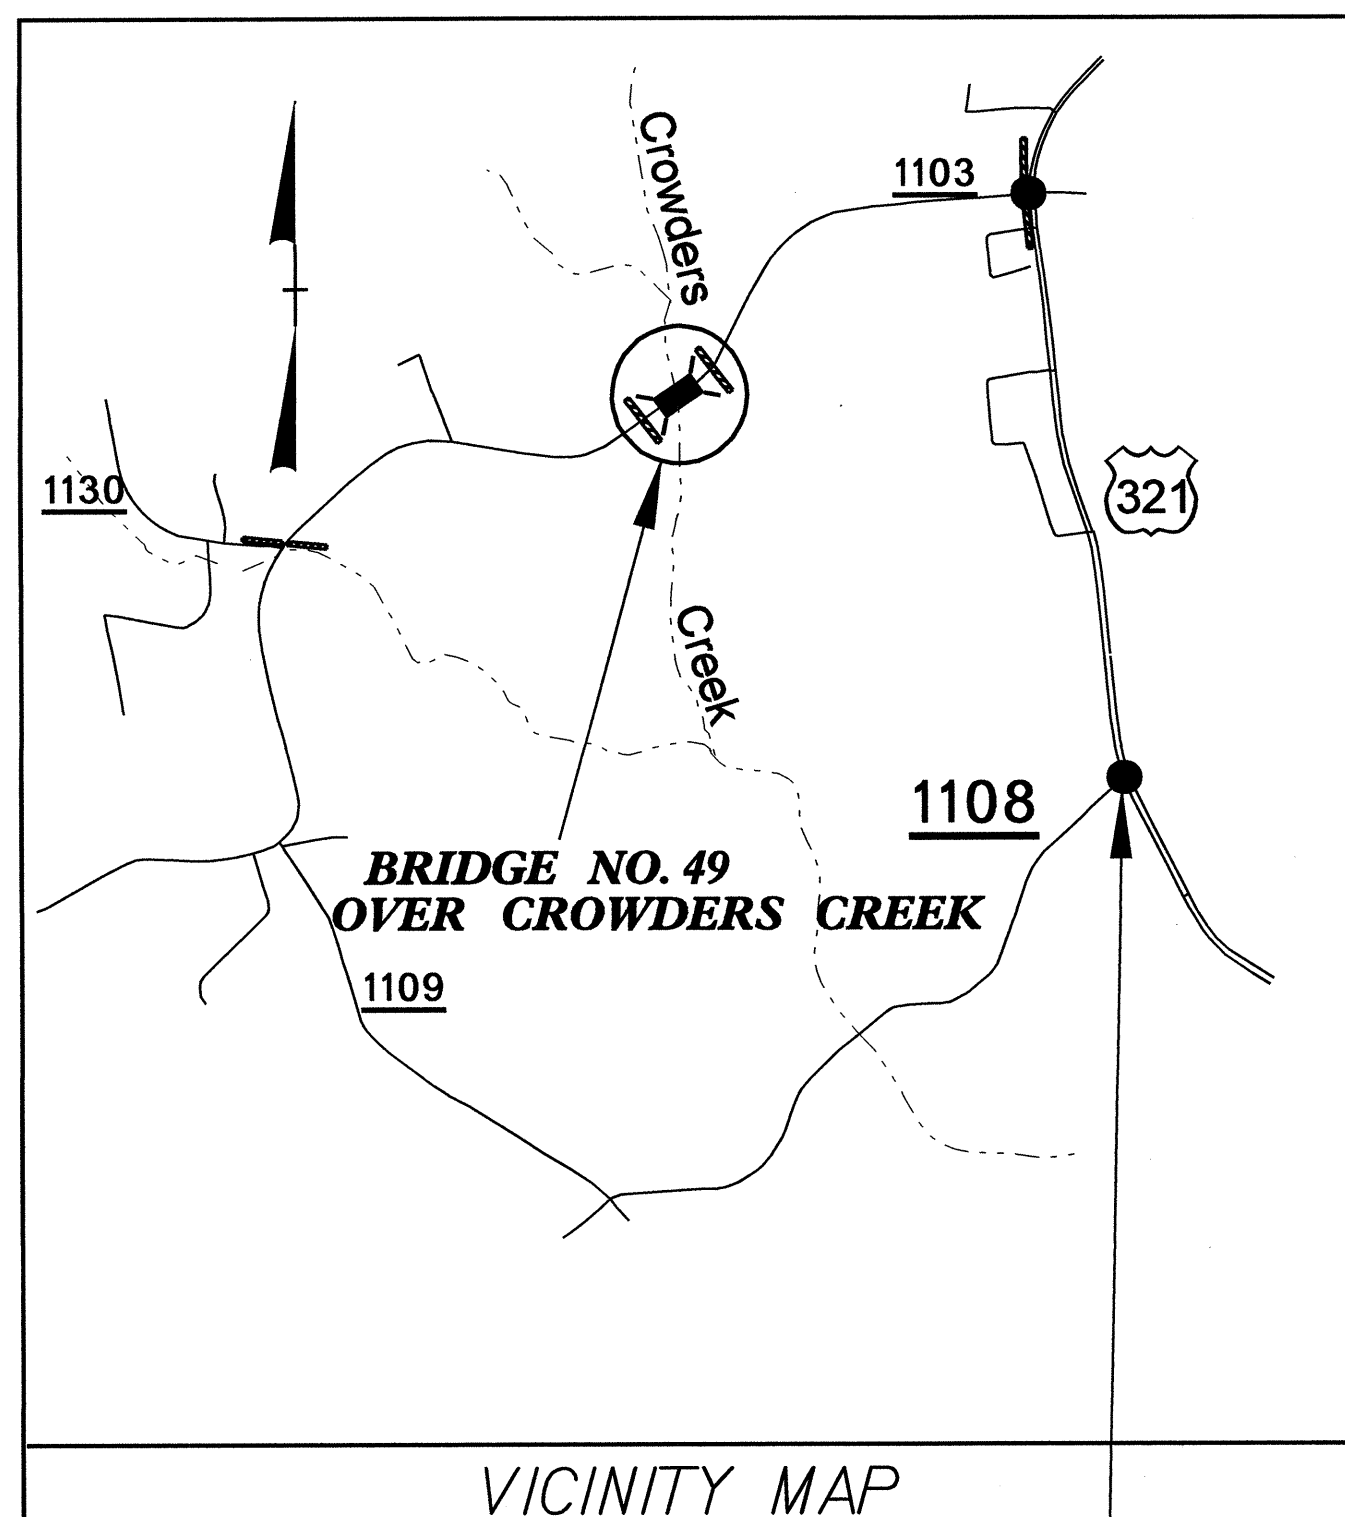 Crowders
1103
1130
321
Creek
1108
BRIDGE NO. 49
OVER CROWDERS CREEK
1109
VICINITY MAP